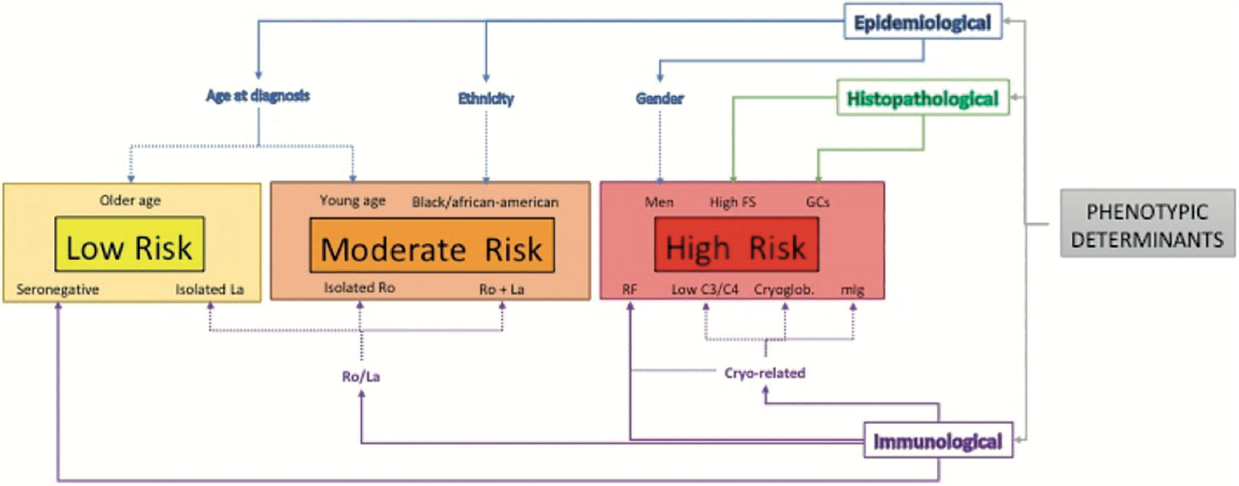 Epidemiological
Age at diagnosis
Ethnicity
Gender
Histopathological
Older age
Young age
Black/african-american
Men
High FS
GCs
PHENOTYPIC
DETERMINANTS
Low Risk
Moderate Risk
High Risk
Seronegative
Isolated La
Isolated Ro
Ro + La
RF
Low C3/C4
Cryoglob.
mIg
Ro/La
Cryo-related
Immunological